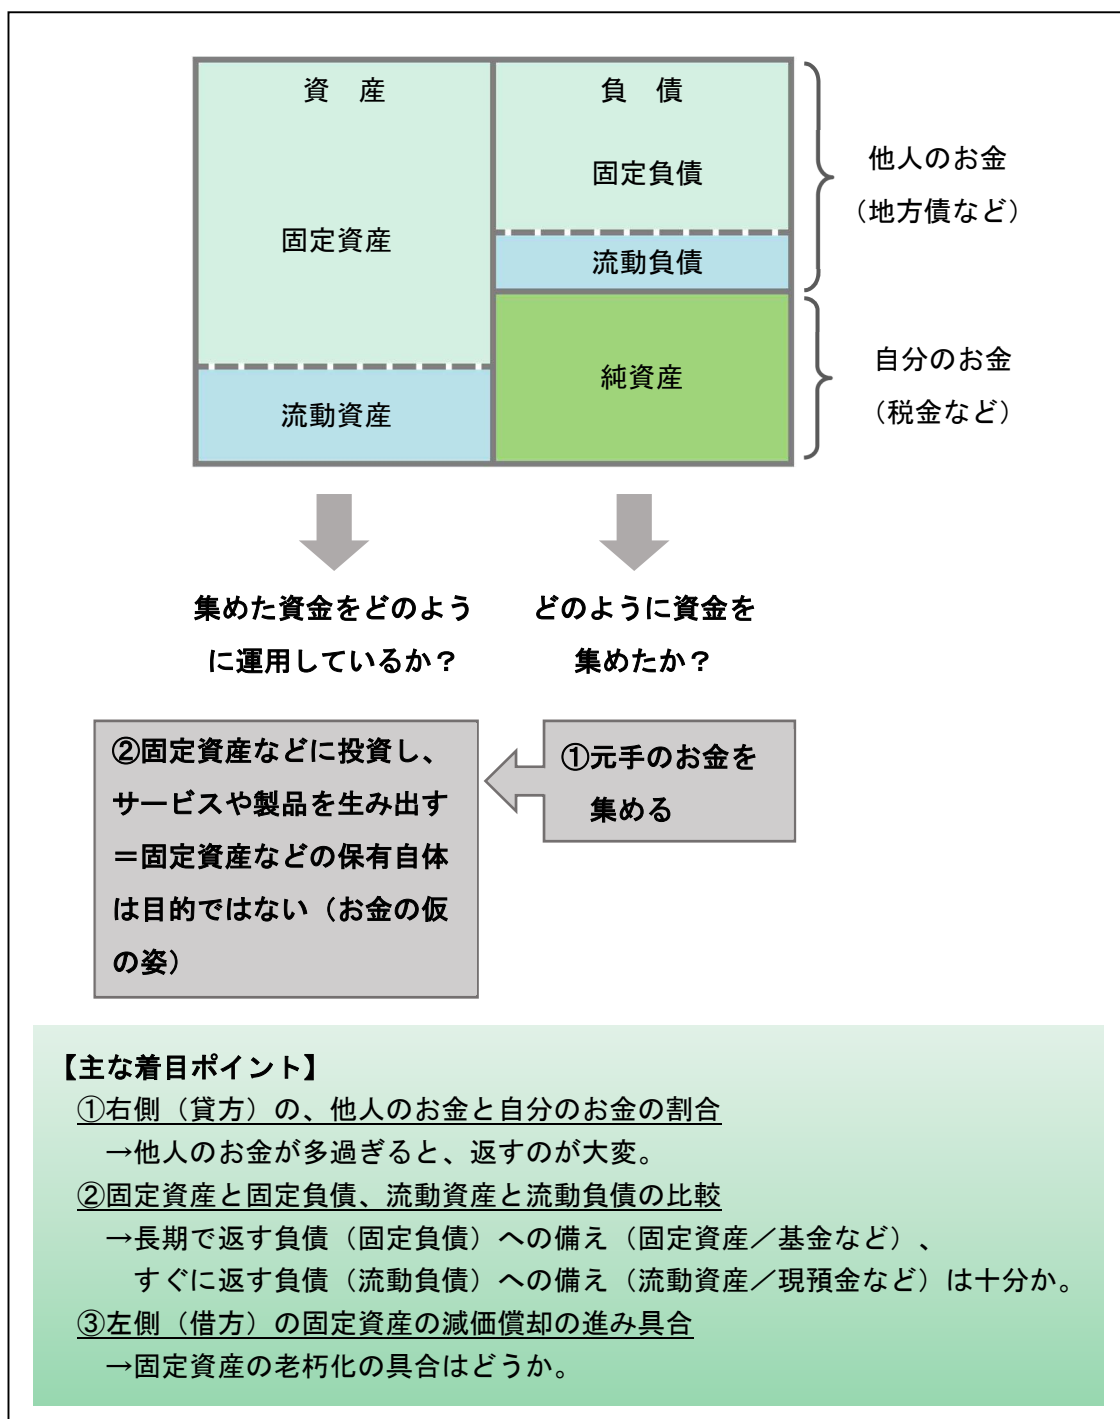 資　産
負　債
固定負債
固定資産
流動負債
純資産
流動資産
他人のお金
（地方債など）
自分のお金
（税金など）
集めた資金をどのよう
に運用しているか？
どのように資金を
集めたか？
②固定資産などに投資し、
サービスや製品を生み出す
＝固定資産などの保有自体
は目的ではない（お金の仮
の姿）
①元手のお金を
集める
【主な着目ポイント】
①右側（貸方）の、他人のお金と自分のお金の割合
→他人のお金が多過ぎると、返すのが大変。
②固定資産と固定負債、流動資産と流動負債の比較
→長期で返す負債（固定負債）への備え（固定資産／基金など）、
すぐに返す負債（流動負債）への備え（流動資産／現預金など）は十分か。
③左側（借方）の固定資産の減価償却の進み具合
→固定資産の老朽化の具合はどうか。